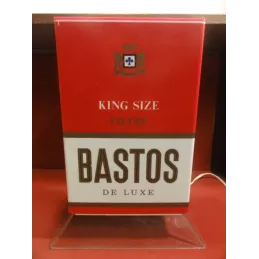 KING SIZE
BASTOS
DE LUXE